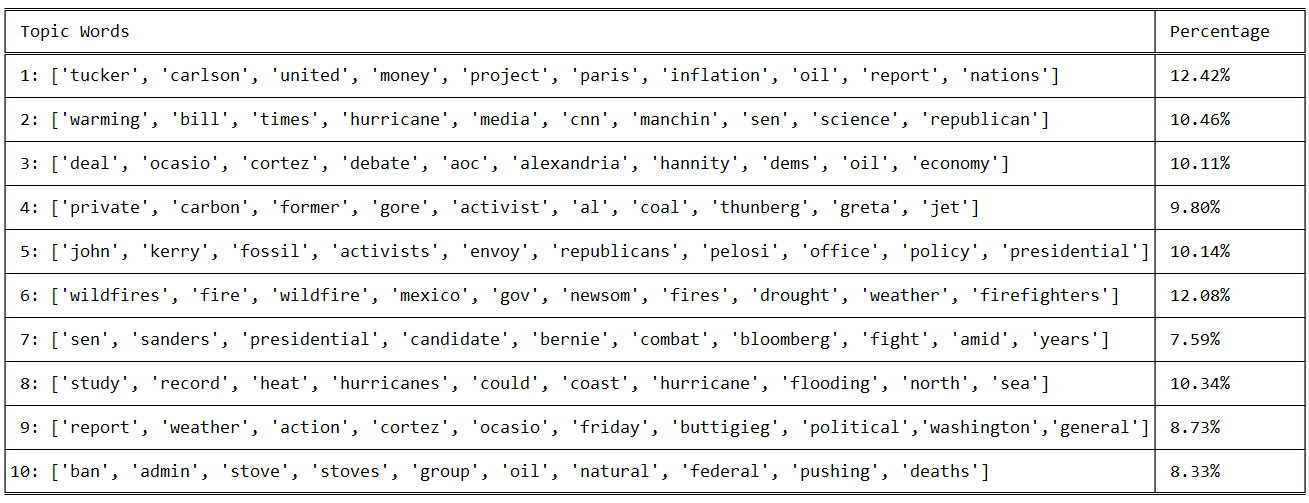 Topic Words Percentage
1: ['tucker', 'carlson', 'united', 'money', 'project', 'paris', 'inflation', 'oil', 'report', 'nations'] 12.42%
2: ['warming', 'bill', 'times', 'hurricane', 'media', 'cnn', 'manchin', 'sen', 'science', 'republican'] 10.46%
3: ['deal', 'ocasio', 'cortez', 'debate', 'aoc', 'alexandria', 'hannity', 'dems', 'oil', 'economy'] 10.11%
4: ['private', 'carbon', 'former', 'gore', 'activist', 'al', 'coal', 'thunberg', 'greta', 'jet'] 9.80%
5: ['john', 'kerry', 'fossil', 'activists', 'envoy', 'republicans', 'pelosi', 'office', 'policy', 'presidential'] 10.14%
6: ['wildfires', 'fire', 'wildfire', 'mexico', 'gov', 'newsom', 'fires', 'drought', 'weather', 'firefighters'] 12.08%
7: ['sen', 'sanders', 'presidential', 'candidate', 'bernie', 'combat', 'bloomberg', 'fight', 'amid', 'years'] 7.59%
8: ['study', 'record', 'heat', 'hurricanes', 'could', 'coast', 'hurricane', 'flooding', 'north', 'sea'] 10.34%
9: ['report', 'weather', 'action', 'cortez', 'ocasio', 'friday', 'buttigieg', 'political','washington','general'] 8.73%
10: ['ban', 'admin', 'stove', 'stoves', 'group', 'oil', 'natural', 'federal', 'pushing', 'deaths'] 8.33%